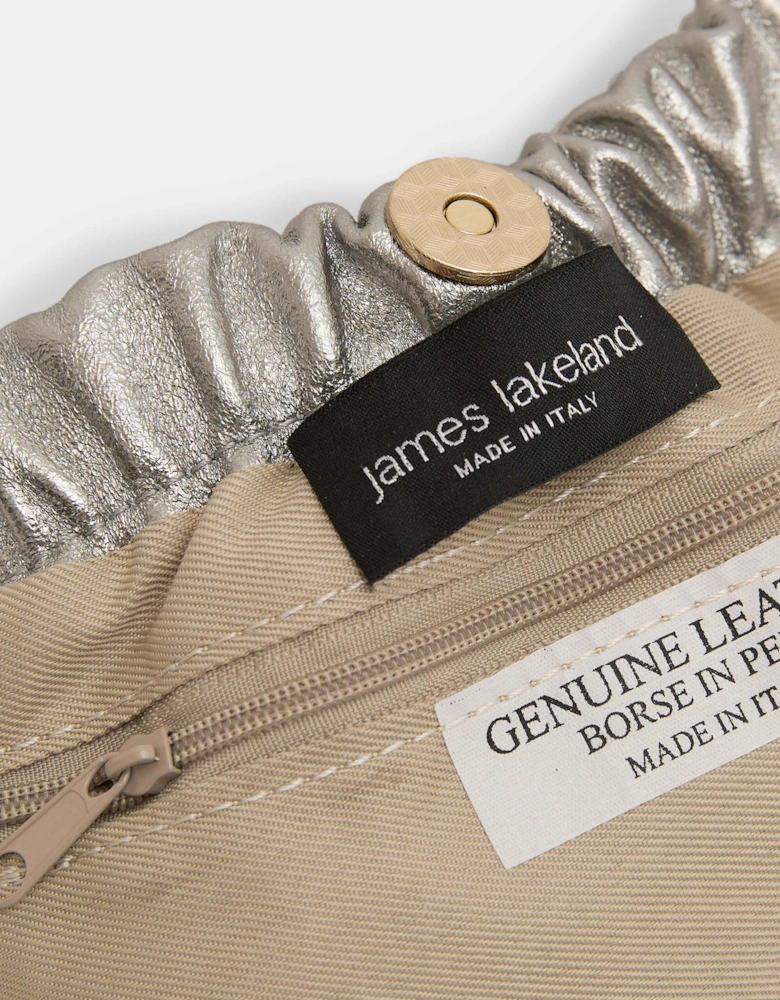 james lakeland
MADE IN ITALY
GENUINE LEA
BORSE IN PE
MADE IN IT